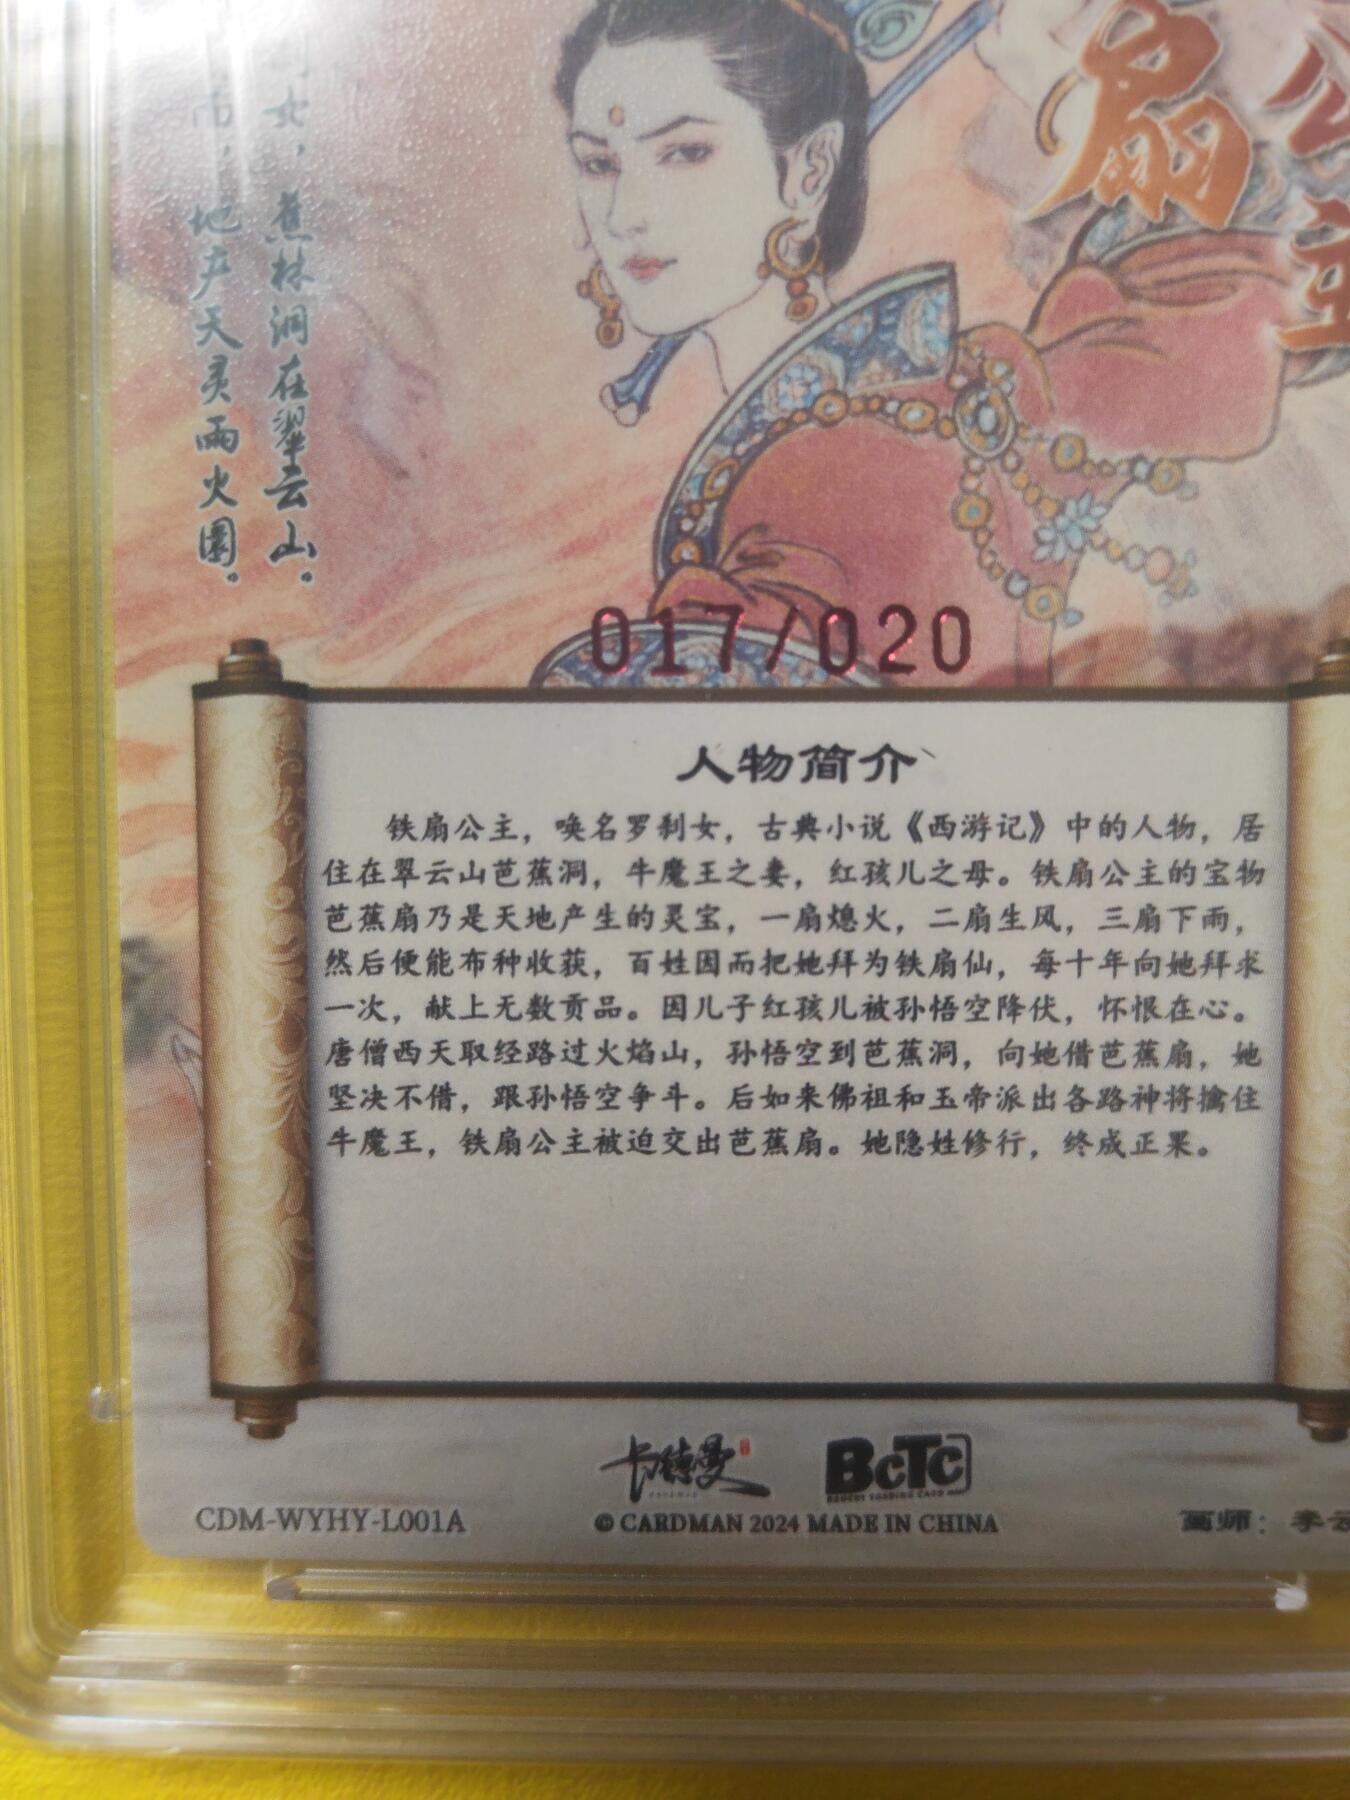 扇 公
主
女，蕉林洞在翠云山。
雨，地产天灵两火圜。
017/020
人物简介
铁扇公主，唤名罗刹女，古典小说《西游记》中的人物，居
住在翠云山芭蕉洞，牛魔王之妻，红孩儿之母。铁扇公主的宝物
芭蕉扇乃是天地产生的灵宝，一扇熄火，二扇生风，三扇下雨，
然后便能布种收获，百姓因而把她拜为铁扇仙，每十年向她拜求
一次，献上无数贡品。因儿子红孩儿被孙悟空降伏，怀恨在心。
唐僧西天取经路过火焰山，孙悟空到芭蕉洞，向她借芭蕉扇，她
坚决不借，跟孙悟空争斗。后如来佛祖和玉帝派出各路神将擒住
牛魔王，铁扇公主被迫交出芭蕉扇。她隐姓修行，终成正果。
卡德曼 BCTC
CDM-WYHY-L001A © CARDMAN 2024 MADE IN CHINA 画师：李云